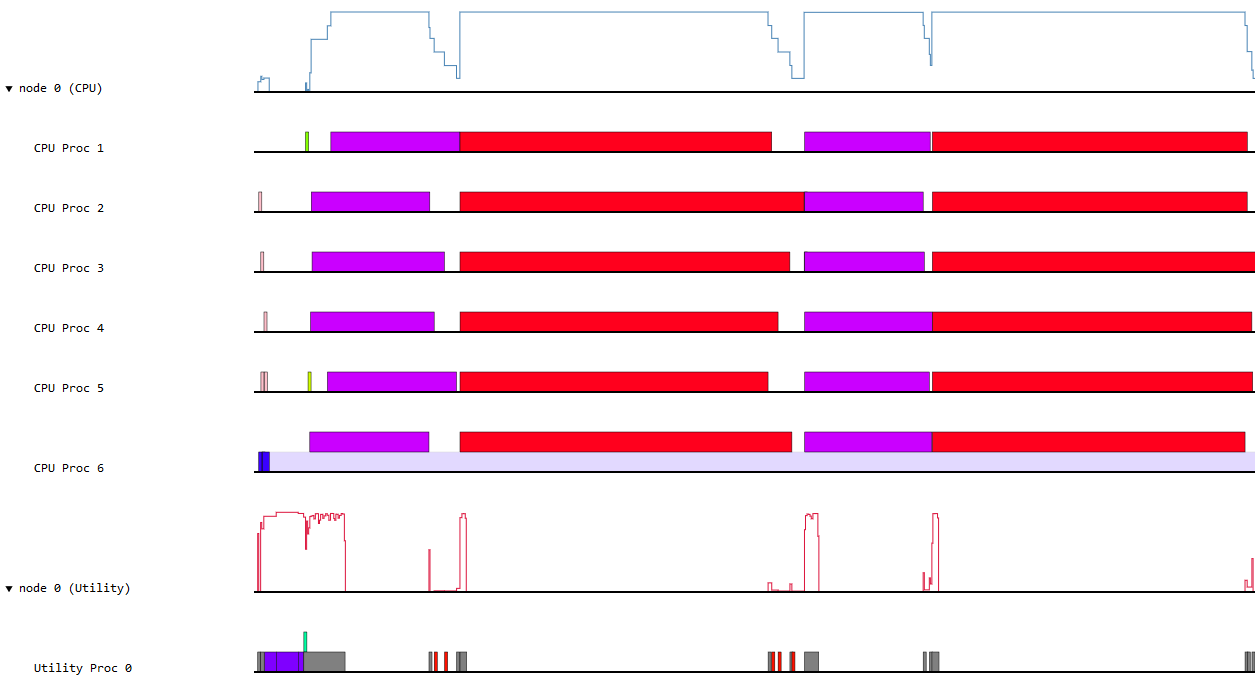 ▼ node 0 (CPU)
CPU Proc 1
CPU Proc 2
CPU Proc 3
CPU Proc 4
CPU Proc 5
CPU Proc 6
▼ node 0 (Utility)
Utility Proc 0